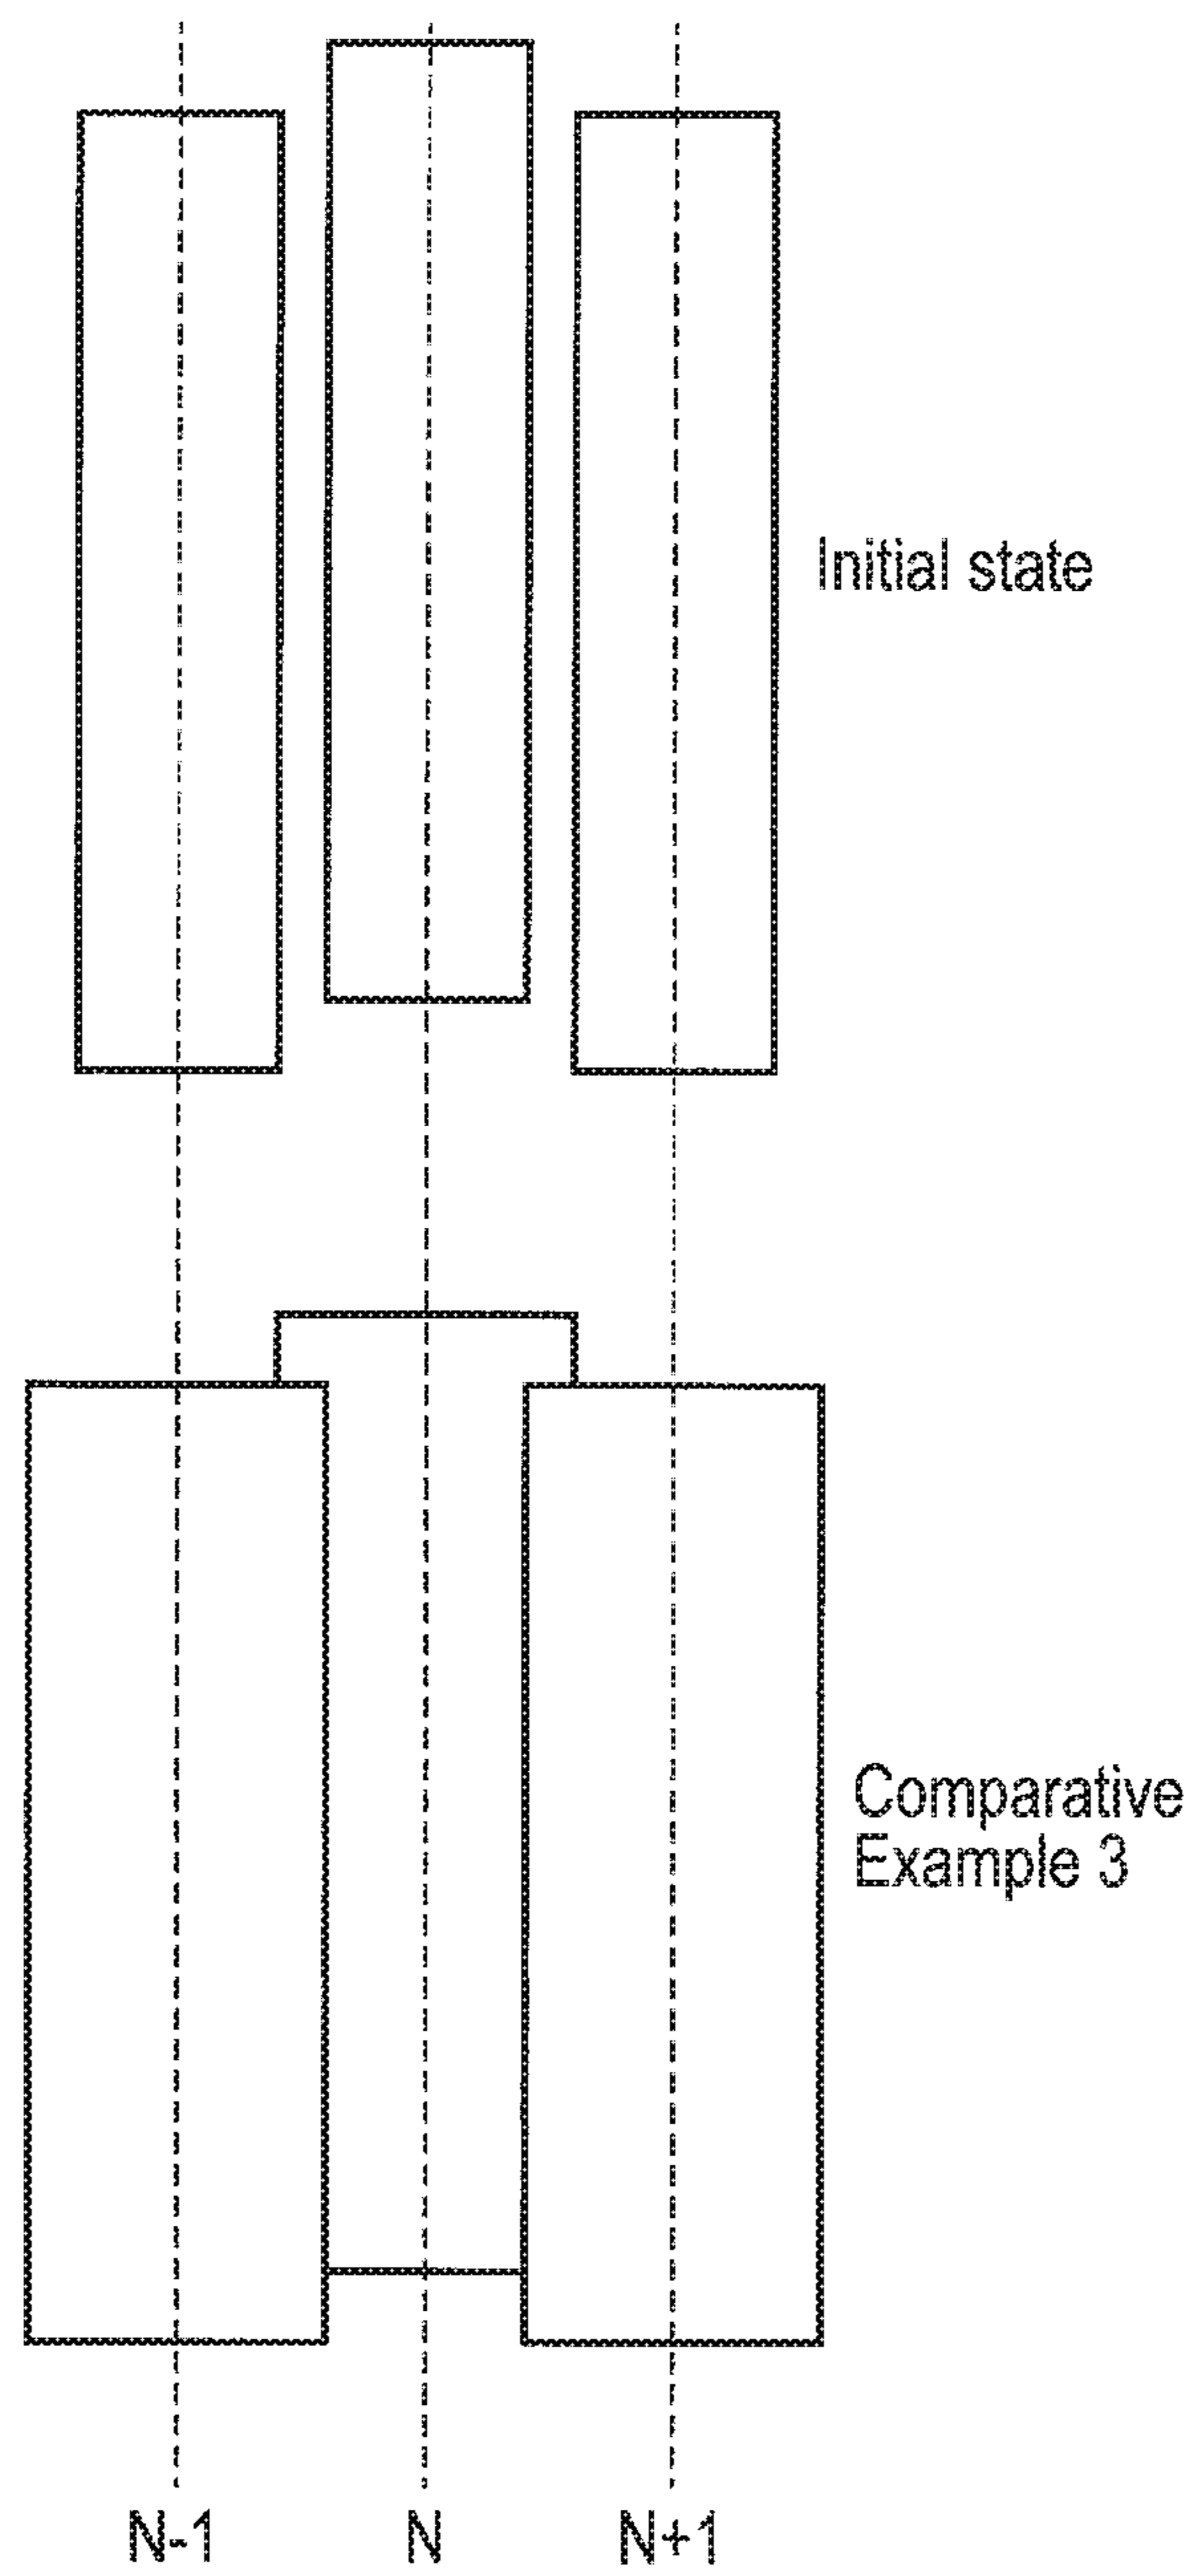 Initial state
Comparative
Example 3
N-1 N N+1